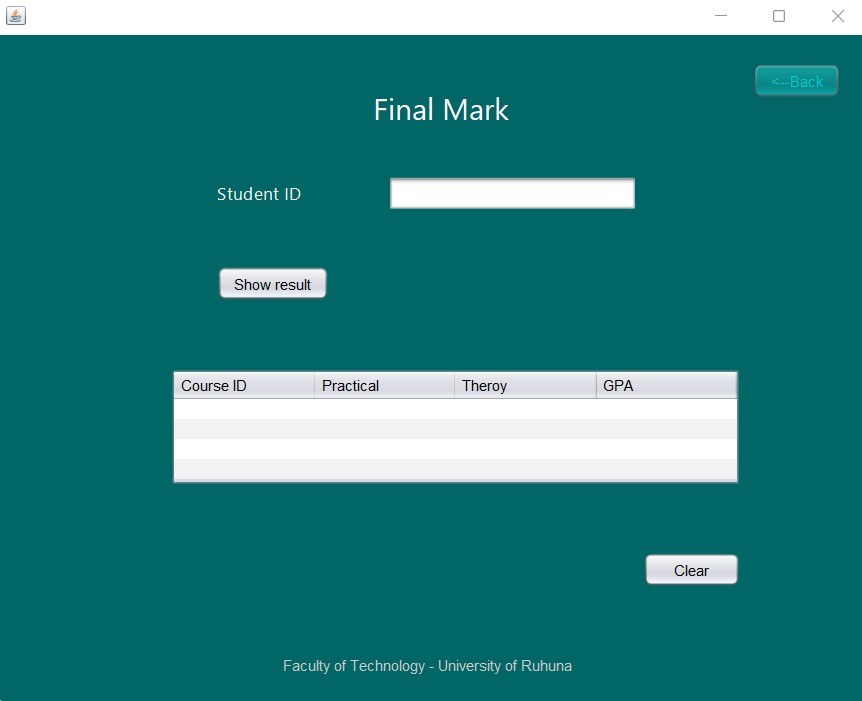 <--Back
Final Mark
Student ID
Show result
Course ID Practical Theroy GPA
Clear
Faculty of Technology - University of Ruhuna